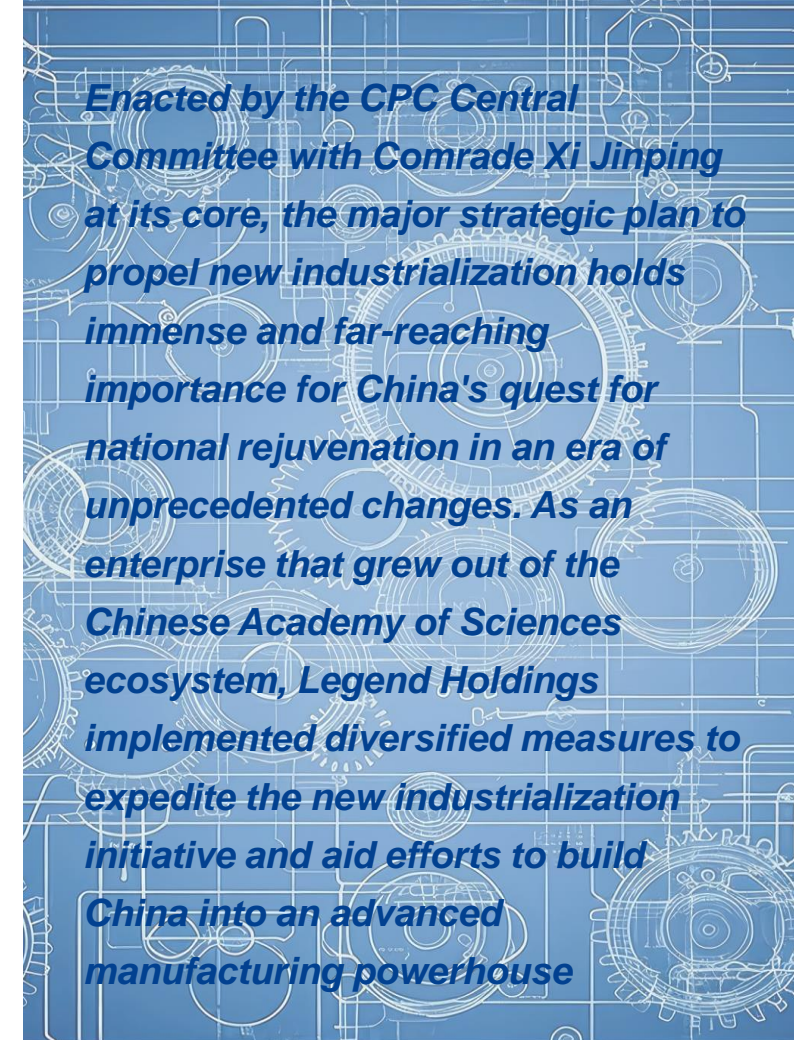 Enacted by the CPC Central
Committee with Comrade Xi Jinping
at its core, the major strategic plan to
propel new industrialization holds
immense and far-reaching
importance for China's quest for
national rejuvenation in an era of
unprecedented changes. As an
enterprise that grew out of the
Chinese Academy of Sciences
ecosystem, Legend Holdings
implemented diversified measures to
expedite the new industrialization
initiative and aid efforts to build
China into an advanced
manufacturing powerhouse